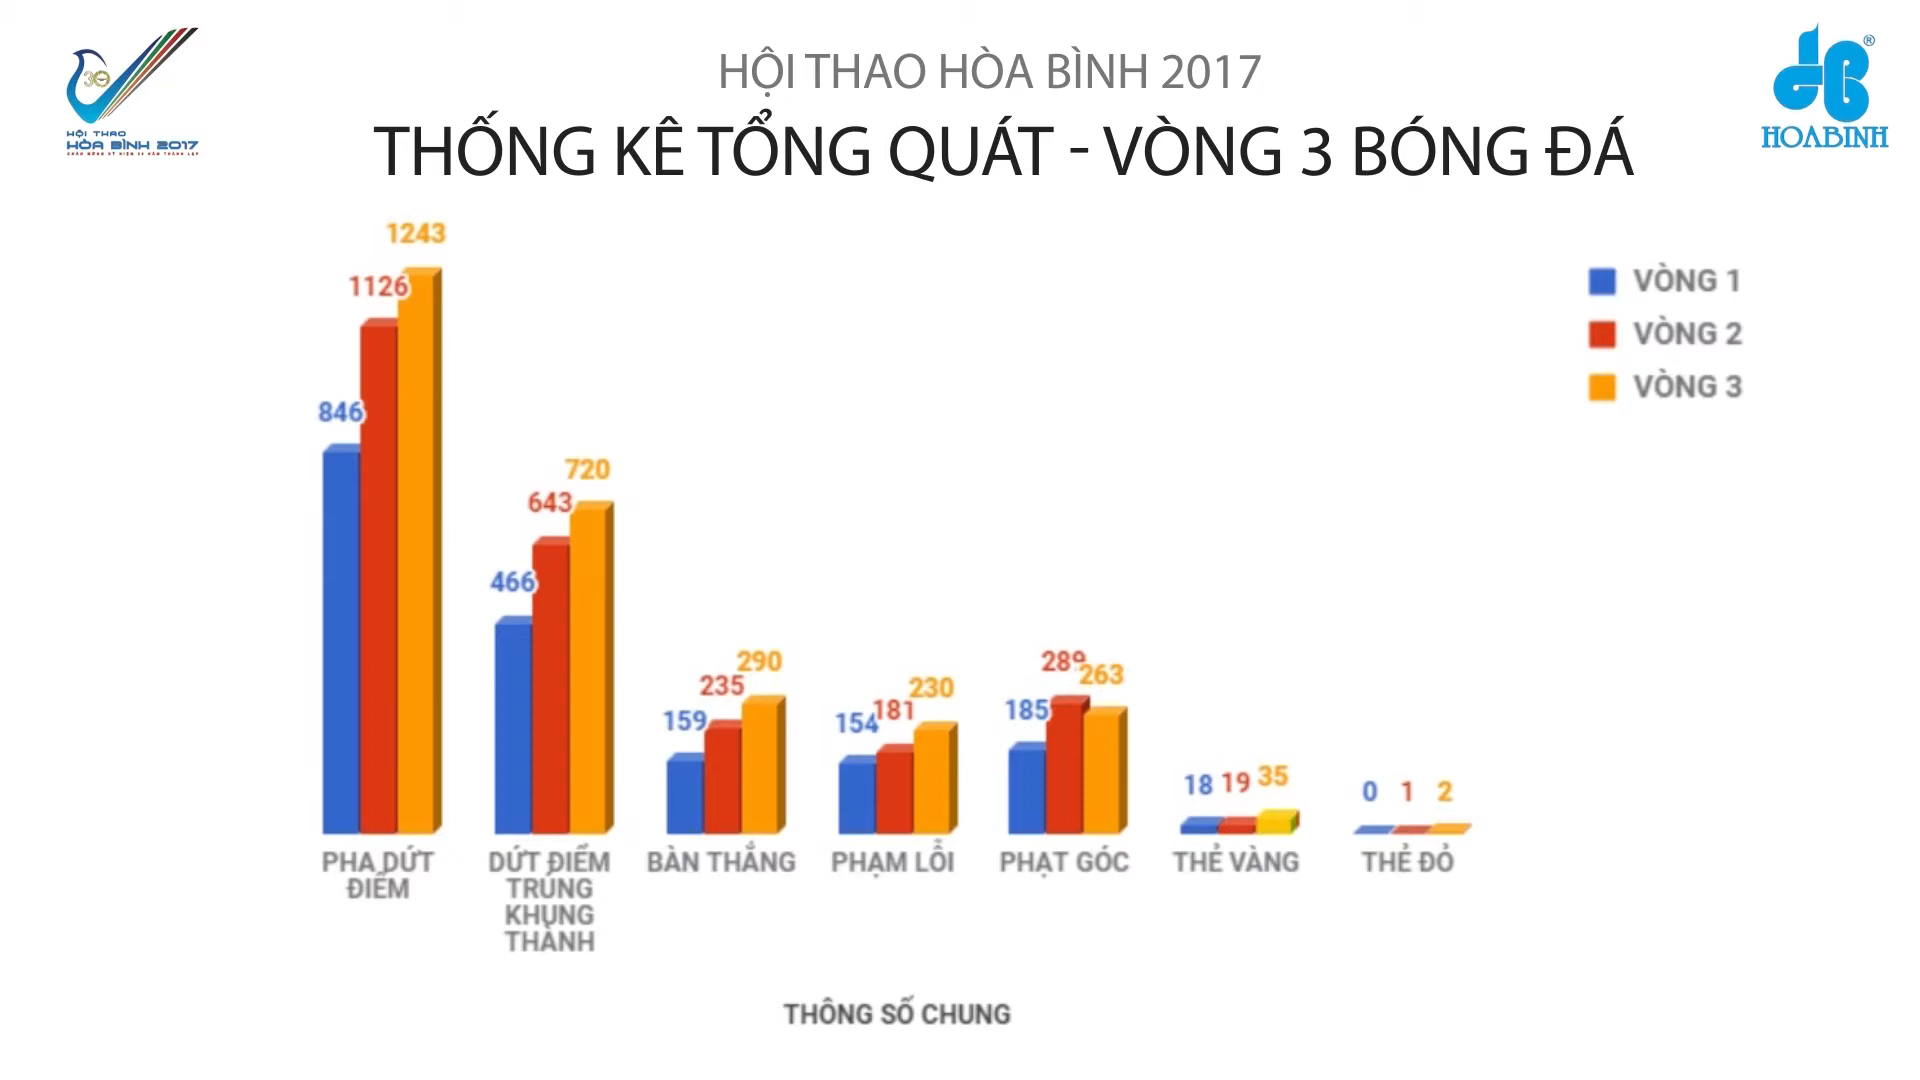 HỘI THAO
HÒA BÌNH 2017
HỘI THAO HÒA BÌNH 2017
THỐNG KÊ TỔNG QUÁT - VÒNG 3 BÓNG ĐÁ
®
HOABINH
1243
1126
846
720
643
466
290
235
159
230
181
154
289
263
185
18 19 35
0 1 2
VÒNG 1
VÒNG 2
VÒNG 3
PHA DỨT
ĐIỂM
DỨT ĐIỂM
TRÚNG
KHUNG
THÀNH
BÀN THẮNG
PHẠM LỖI
PHẠT GÓC
THẺ VÀNG
THẺ ĐỎ
THÔNG SỐ CHUNG